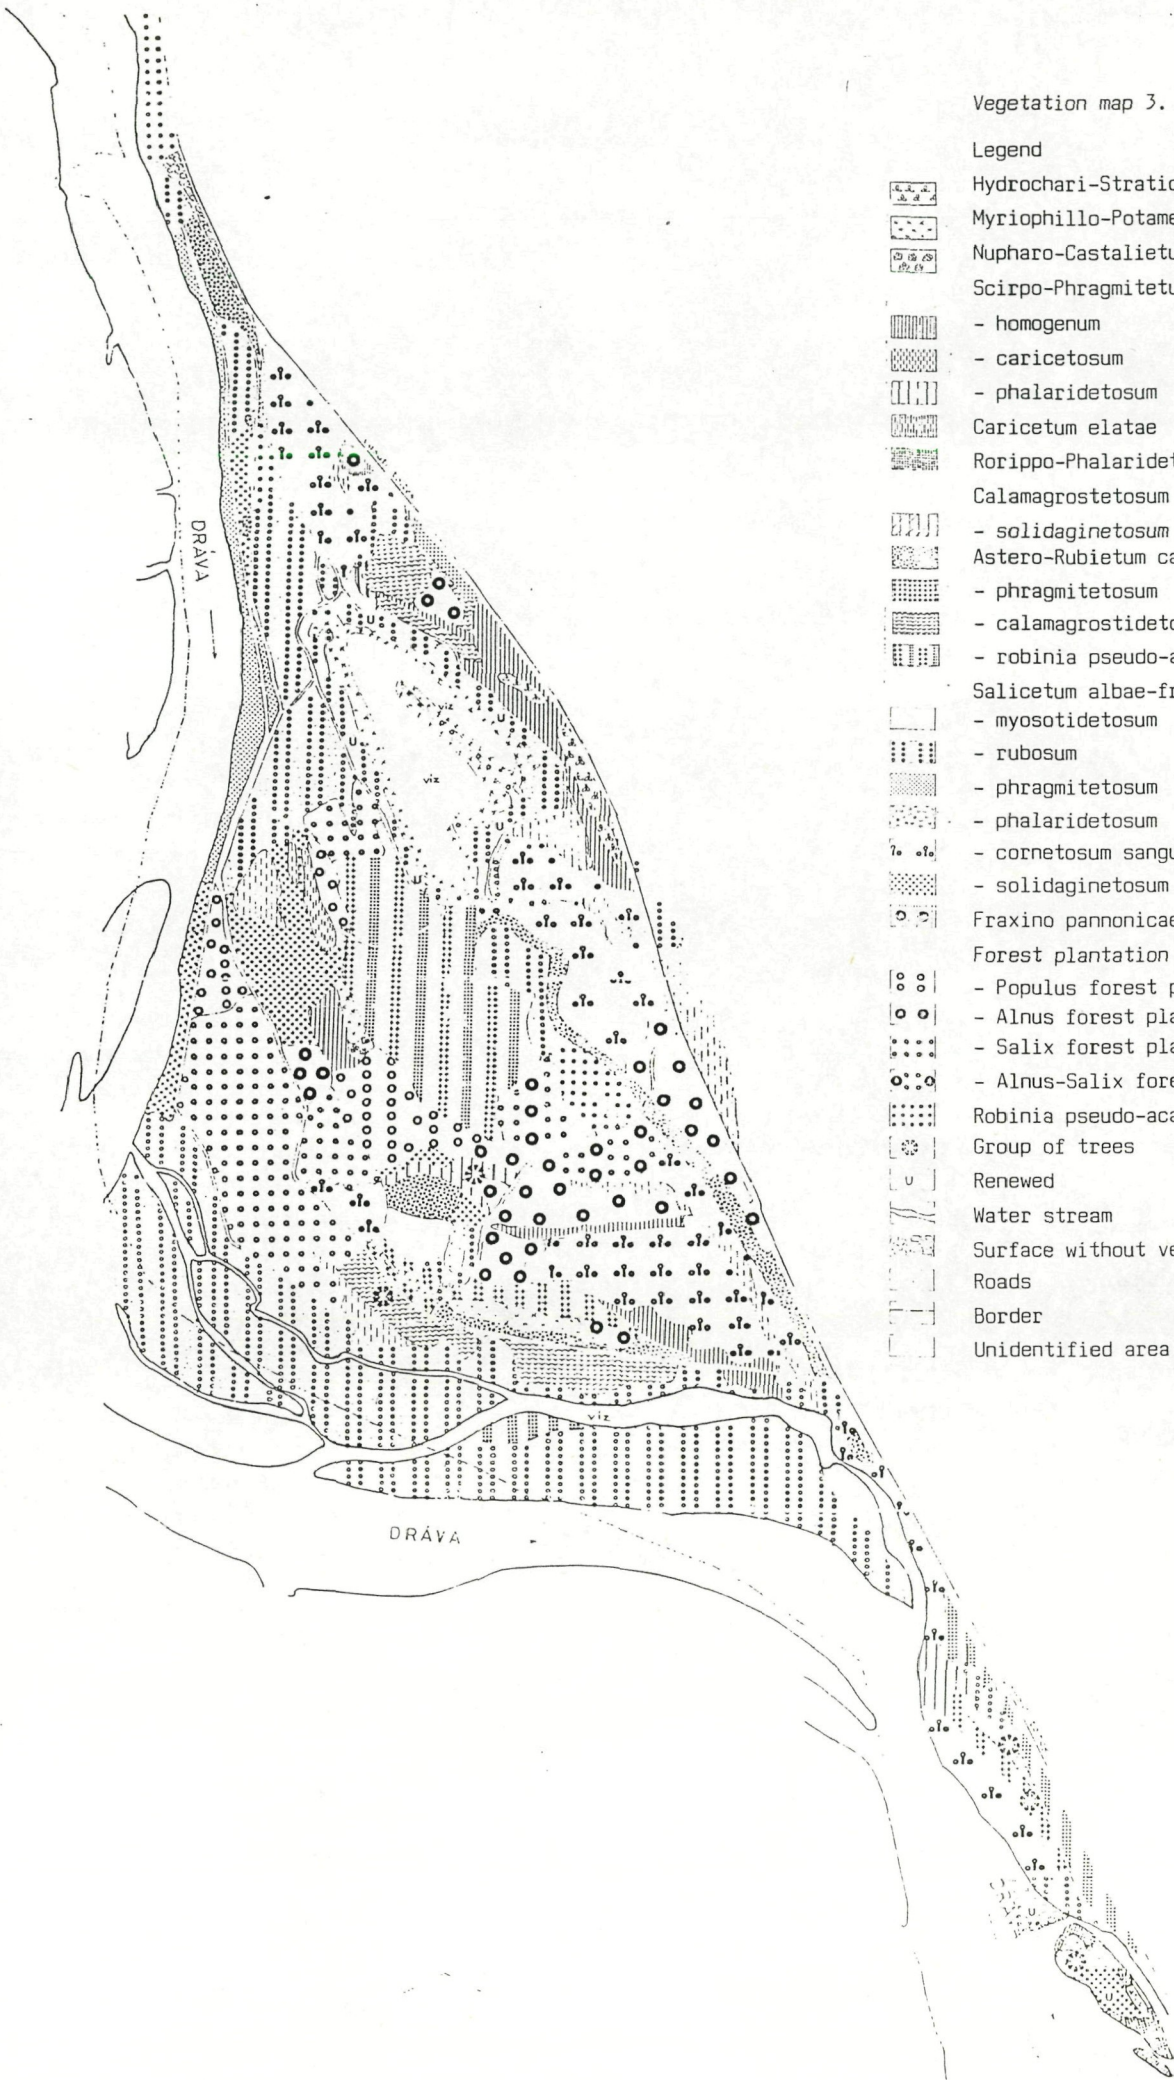 Vegetation map 3.
Legend
Hydrochari-Stratio
Myriophillo-Potame
Nupharo-Castalietu
Scirpo-Phragmitetu
- homogenum
- caricetosum
- phalaridetosum
Caricetum elatae
Rorippo-Phalaridet
Calamagrostetosum
- solidaginetosum
Astero-Rubietum ca
- phragmitetosum
- calamagrostideto
- robinia pseudo-a
Salicetum albae-fr
- myosotidetosum
- rubosum
- phragmitetosum
- phalaridetosum
- cornetosum sangu
- solidaginetosum
Fraxino pannonicae
Forest plantation
- Populus forest p
- Alnus forest pla
- Salix forest pla
- Alnus-Salix fore
Robinia pseudo-aca
Group of trees
U Renewed
Water stream
Surface without ve
Roads
Border
Unidentified area
DRÁVA
U
víz
U
U
víz
U
U
víz
DRÁVA
U
U